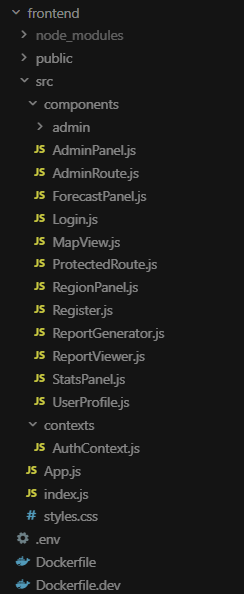 frontend
node_modules
public
src
components
admin
JS AdminPanel.js
JS AdminRoute.js
JS ForecastPanel.js
JS Login.js
JS MapView.js
JS ProtectedRoute.js
JS RegionPanel.js
JS Register.js
JS ReportGenerator.js
JS ReportViewer.js
JS StatsPanel.js
JS UserProfile.js
contexts
JS AuthContext.js
JS App.js
JS index.js
# styles.css
.env
Dockerfile
Dockerfile.dev